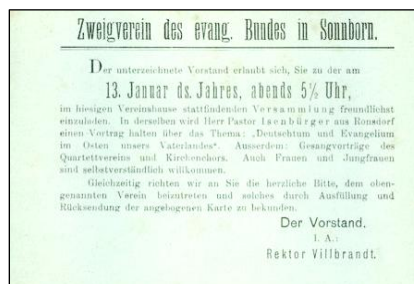 Zweigverein des evang. Bundes in Sonnborn.
Der unterzeichnete Vorstand erlaubt sich, Sie zu der am
13. Januar ds. Jahres, abends 5½ Uhr,
im hiesigen Vereinshause stattfindenden Versammlung freundlichst
einzuladen. In derselben wird Herr Pastor Isenbürger aus Ronsdorf
einen Vortrag halten über das Thema: „Deutschtum und Evangelium
im Osten unsers Vaterlandes“. Ausserdem: Gesangvorträge des
Quartettvereins und Kirchenchors. Auch Frauen und Jungfrauen
sind selbstverständlich willkommen.
Gleichzeitig richten wir an Sie die herzliche Bitte, dem oben-
genannten Verein beizutreten und solches durch Ausfüllung und
Rücksendung der angebogenen Karte zu bekunden.
Der Vorstand,
I. A.:
Rektor Villbrandt.